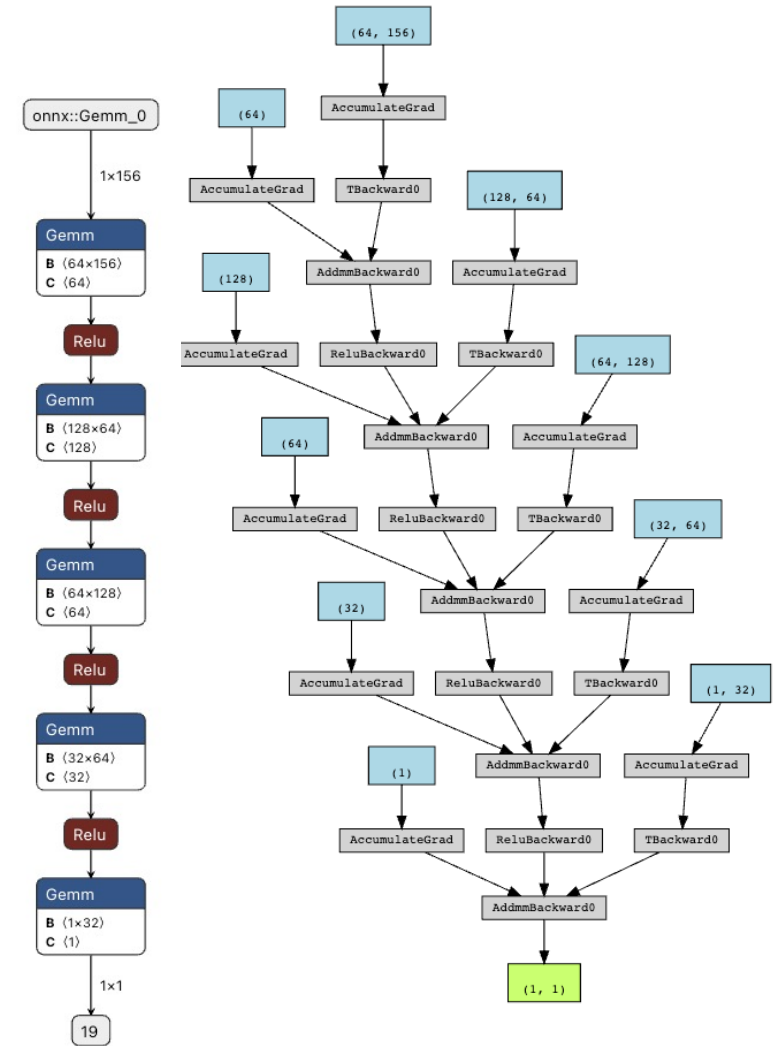 onnx::Gemm_0
1×156
Gemm
B ⟨64×156⟩
C ⟨64⟩
Relu
Gemm
B ⟨128×64⟩
C ⟨128⟩
Relu
Gemm
B ⟨64×128⟩
C ⟨64⟩
Relu
Gemm
B ⟨32×64⟩
C ⟨32⟩
Relu
Gemm
B ⟨1×32⟩
C ⟨1⟩
1×1
19
(64, 156)
(64) AccumulateGrad
AccumulateGrad TBackward0 (128, 64)
(128) AddmmBackward0 AccumulateGrad
AccumulateGrad ReluBackward0 TBackward0 (64, 128)
(64) AddmmBackward0 AccumulateGrad
AccumulateGrad ReluBackward0 TBackward0 (32, 64)
(32) AddmmBackward0 AccumulateGrad
AccumulateGrad ReluBackward0 TBackward0 (1, 32)
(1) AddmmBackward0 AccumulateGrad
AccumulateGrad ReluBackward0 TBackward0
AddmmBackward0
(1, 1)